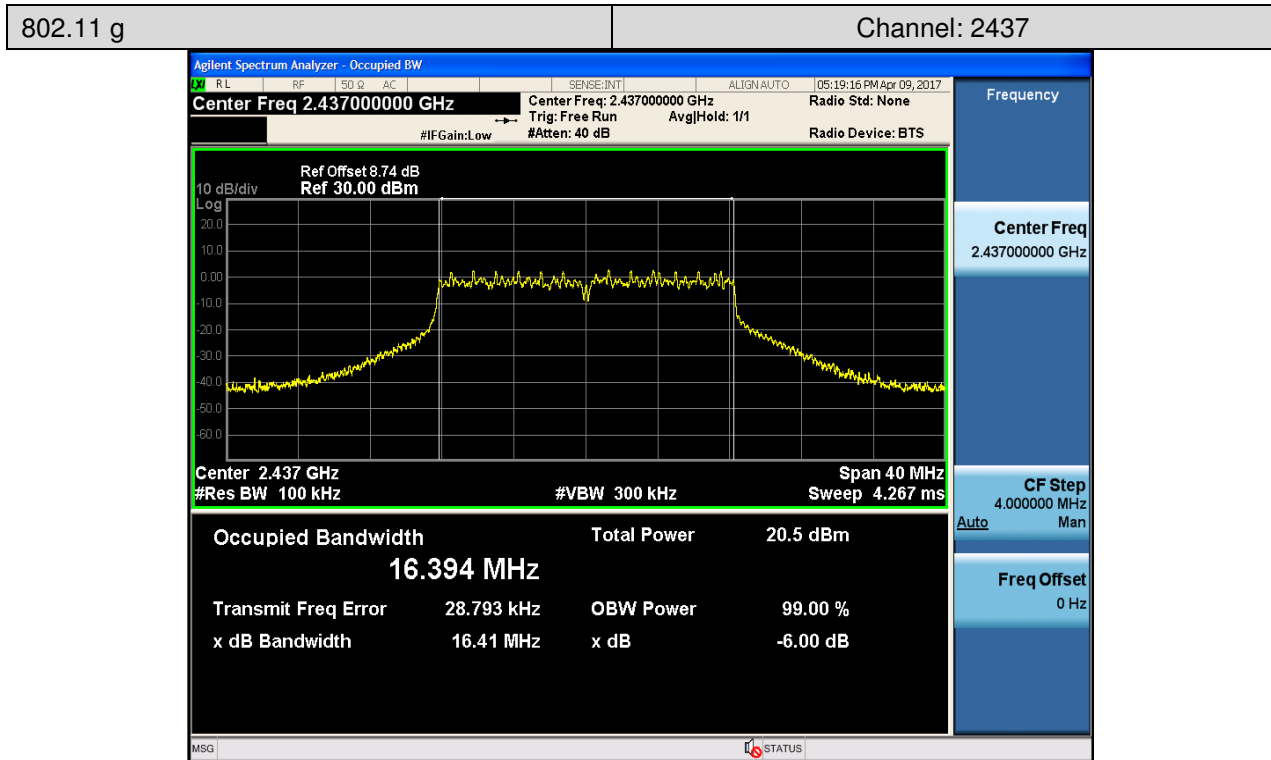 802.11 g Channel: 2437
Agilent Spectrum Analyzer - Occupied BW
LXI RL RF 50 Ω AC SENSE:INT ALIGN AUTO 05:19:16 PM Apr 09, 2017
Center Freq 2.437000000 GHz
Center Freq: 2.437000000 GHz Radio Std: None
Trig: Free Run Avg|Hold: 1/1
#IFGain:Low #Atten: 40 dB Radio Device: BTS
Ref Offset 8.74 dB
10 dB/div Ref 30.00 dBm
Log
20.0
10.0
0.00
-10.0
-20.0
-30.0
-40.0
-50.0
-60.0
Center 2.437 GHz Span 40 MHz
#Res BW 100 kHz #VBW 300 kHz Sweep 4.267 ms
Occupied Bandwidth Total Power 20.5 dBm
16.394 MHz
Transmit Freq Error 28.793 kHz OBW Power 99.00 %
x dB Bandwidth 16.41 MHz x dB -6.00 dB
Frequency
Center Freq
2.437000000 GHz
CF Step
4.000000 MHz
Auto Man
Freq Offset
0 Hz
MSG STATUS